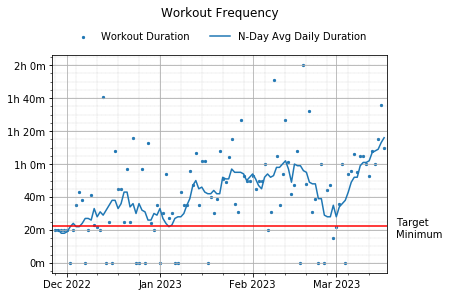 Workout Frequency
Workout Duration
N-Day Avg Daily Duration
2h 0m
1h 40m
1h 20m
1h 0m
40m
20m
0m
Target
Minimum
Dec 2022
Jan 2023
Feb 2023
Mar 2023